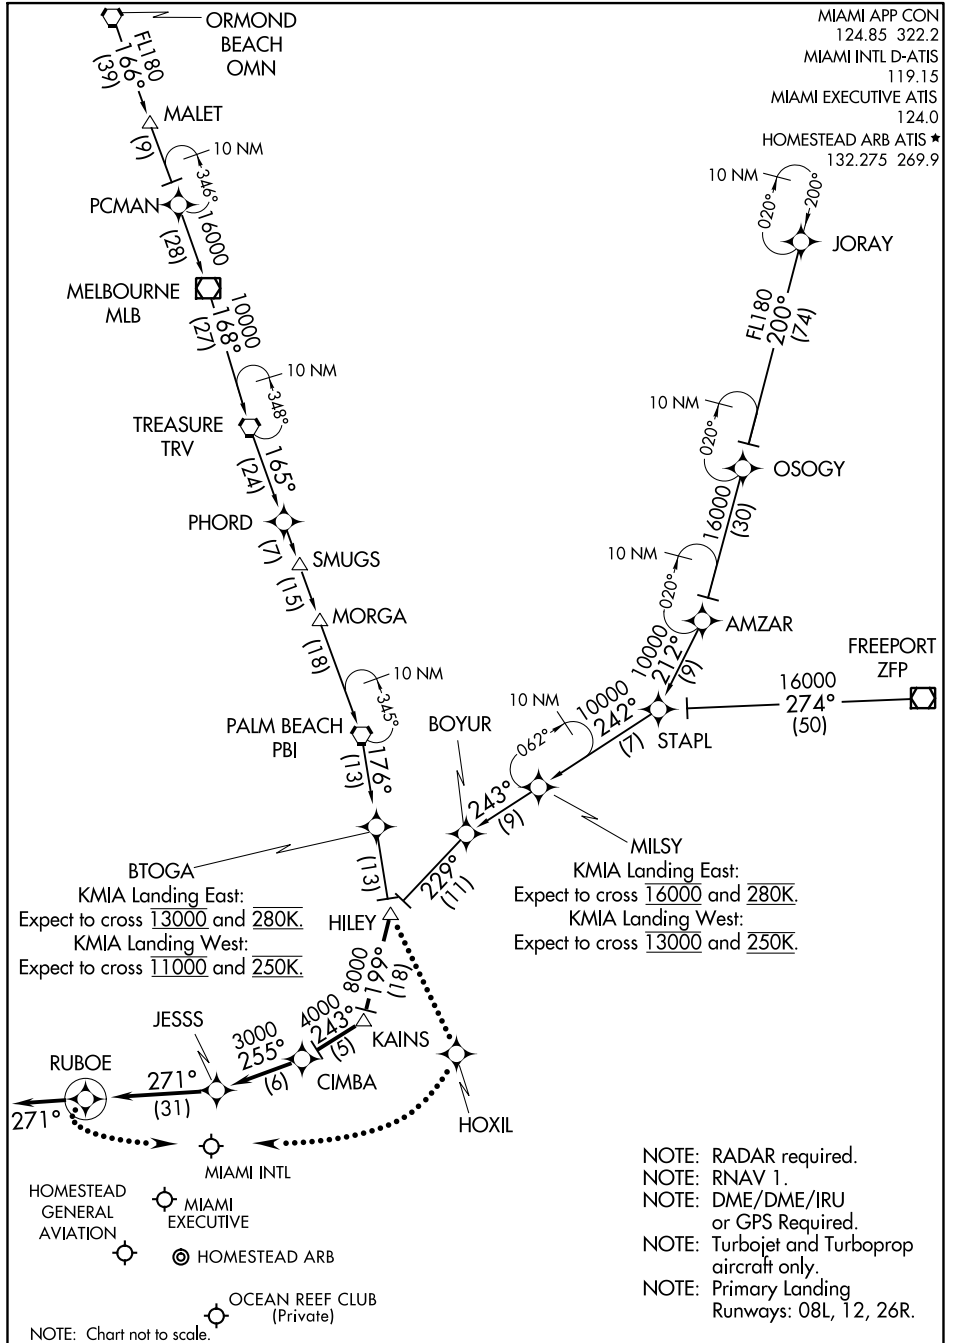 ORMOND
BEACH
OMN
FL180
166°
(39)
MALET
(9)
10 NM
346°
PCMAN
16000
(28)
MELBOURNE
MLB
10000
168°
(27)
10 NM
348°
TREASURE
TRV
165°
(24)
PHORD
(7)
SMUGS
(15)
MORGA
(18)
10 NM
345°
PALM BEACH
PBI
176°
(13)
BTOGA
KMIA Landing East:
Expect to cross 13000 and 280K.
KMIA Landing West:
Expect to cross 11000 and 250K.
(13)
HILEY
MIAMI APP CON
124.85 322.2
MIAMI INTL D-ATIS
119.15
MIAMI EXECUTIVE ATIS
124.0
HOMESTEAD ARB ATIS ★
132.275 269.9
10 NM
020°
200°
JORAY
FL180
200°
(74)
10 NM
020°
OSOGY
16000
(30)
10 NM
020°
AMZAR
10000
212°
(9)
FREEPORT
ZFP
16000
274°
(50)
STAPL
10000
242°
(7)
10 NM
062°
BOYUR
243°
(9)
MILSY
KMIA Landing East:
Expect to cross 16000 and 280K.
KMIA Landing West:
Expect to cross 13000 and 250K.
229°
(11)
8000
199°
(18)
KAINS
4000
243°
(5)
CIMBA
3000
255°
(6)
JESSS
271°
(31)
RUBOE
271°
HOXIL
MIAMI INTL
HOMESTEAD
GENERAL
AVIATION
MIAMI
EXECUTIVE
HOMESTEAD ARB
OCEAN REEF CLUB
(Private)
NOTE: Chart not to scale.
NOTE: RADAR required.
NOTE: RNAV 1.
NOTE: DME/DME/IRU
or GPS Required.
NOTE: Turbojet and Turboprop
aircraft only.
NOTE: Primary Landing
Runways: 08L, 12, 26R.